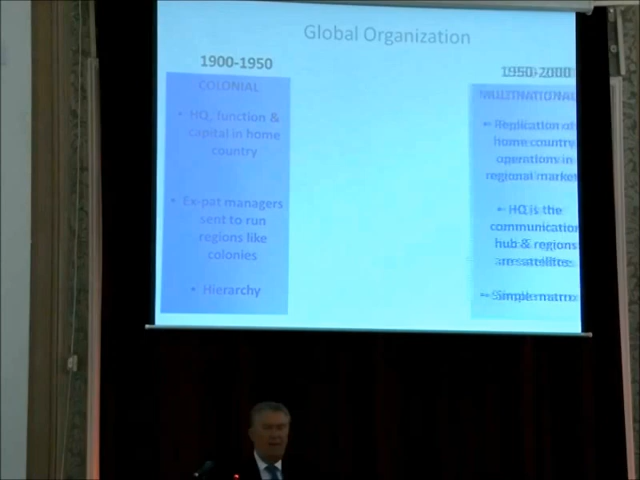 Global Organization
1900-1950
COLONIAL
• HQ, function &
capital in home
country
• Ex-pat managers
sent to run
regions like
colonies
• Hierarchy
1950-2000
MULTINATIONAL
• Replication of
home country
operations in
regional market
• HQ is the
communication
hub & regions
are satellites
• Simple matrix